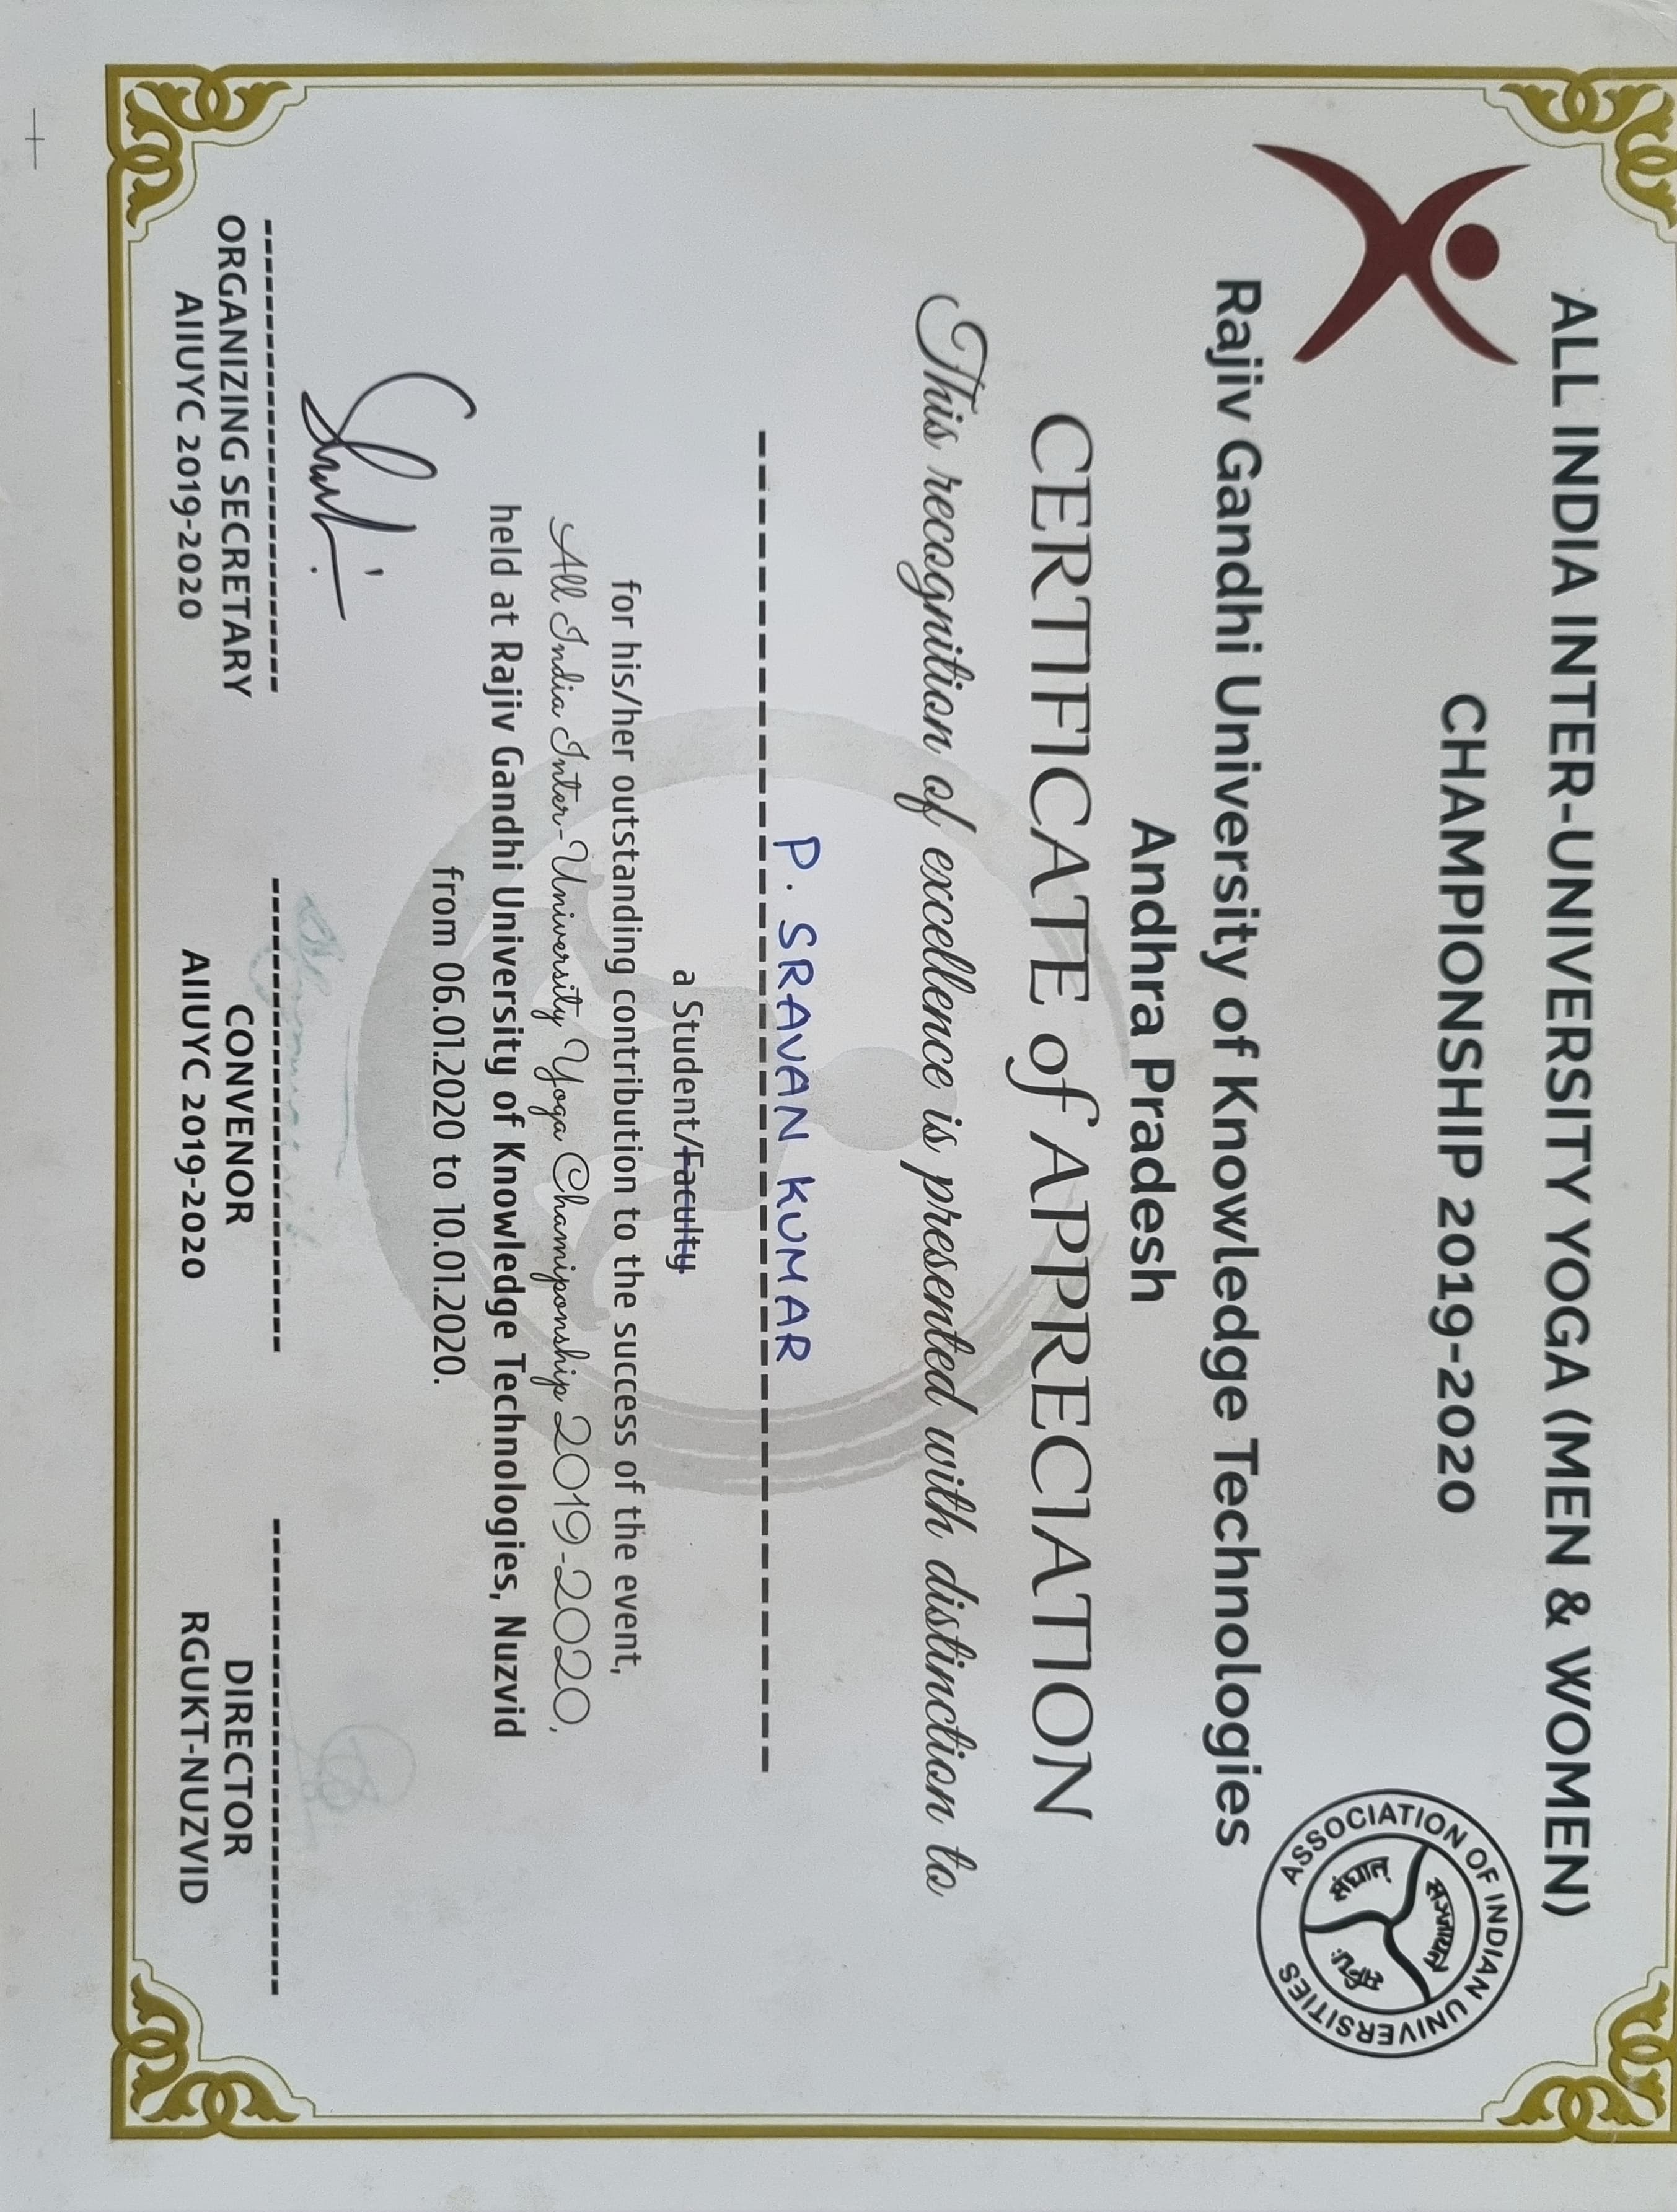 ALL INDIA INTER-UNIVERSITY YOGA (MEN & WOMEN)
CHAMPIONSHIP 2019-2020
ASSOCIATION OF INDIAN UNIVERSITIES
Rajiv Gandhi University of Knowledge Technologies
Andhra Pradesh
CERTIFICATE of APPRECIATION
This recognition of excellence is presented with distinction to
P. SRAVAN KUMAR
a Student/Faculty
for his/her outstanding contribution to the success of the event,
All India Inter-University Yoga Chamiponship 2019-2020,
held at Rajiv Gandhi University of Knowledge Technologies, Nuzvid
from 06.01.2020 to 10.01.2020.
ORGANIZING SECRETARY
AIIUYC 2019-2020
CONVENOR
AIIUYC 2019-2020
DIRECTOR
RGUKT-NUZVID